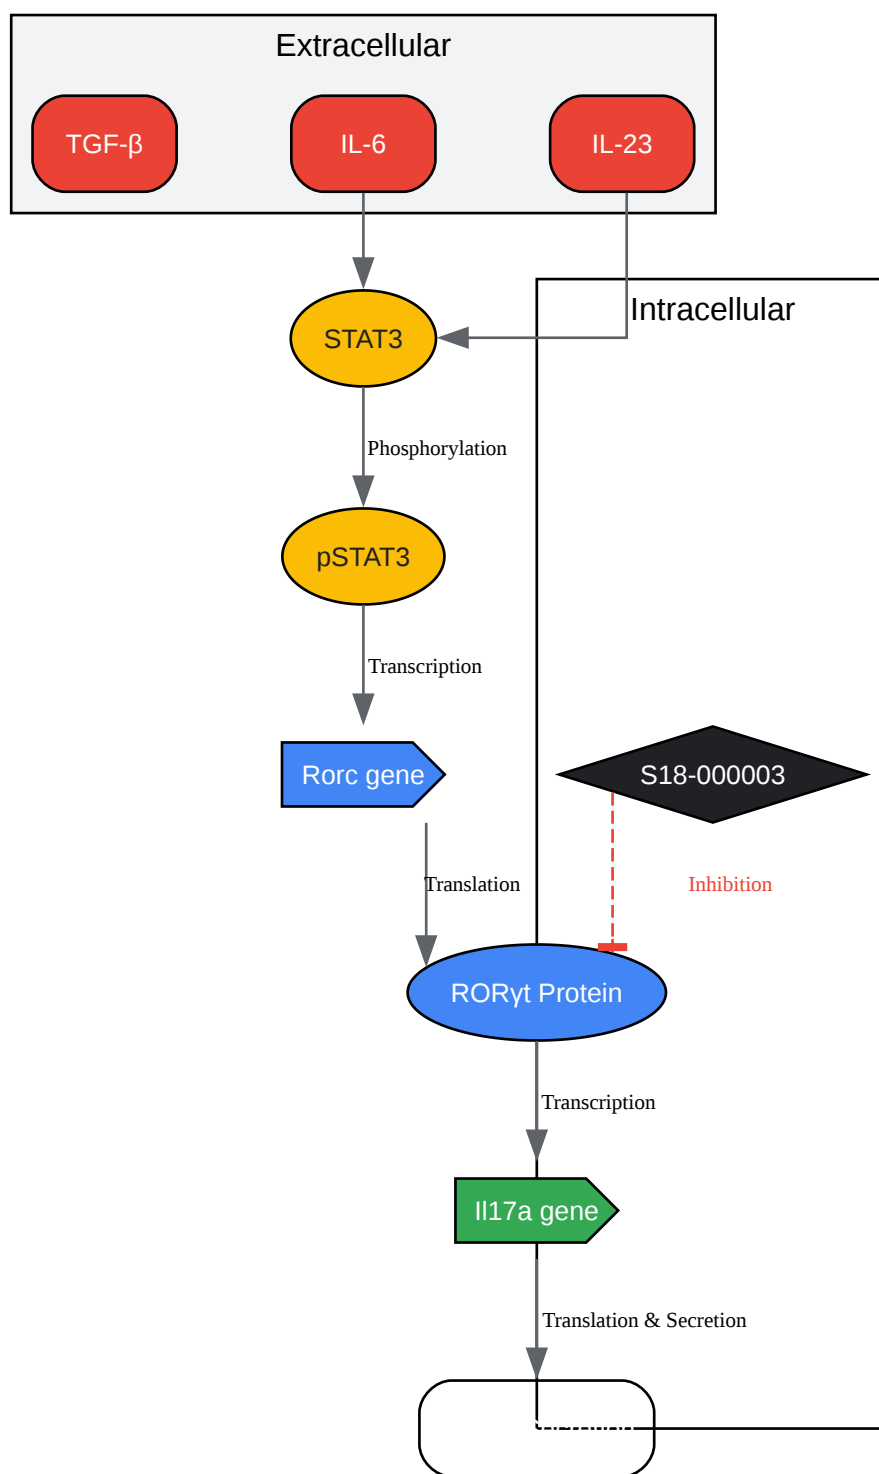 Extracellular
TGF-β
IL-6
IL-23
Intracellular
STAT3
Phosphorylation
pSTAT3
Transcription
Rorc gene
S18-000003
Translation
Inhibition
RORγt Protein
Transcription
Il17a gene
Translation & Secretion